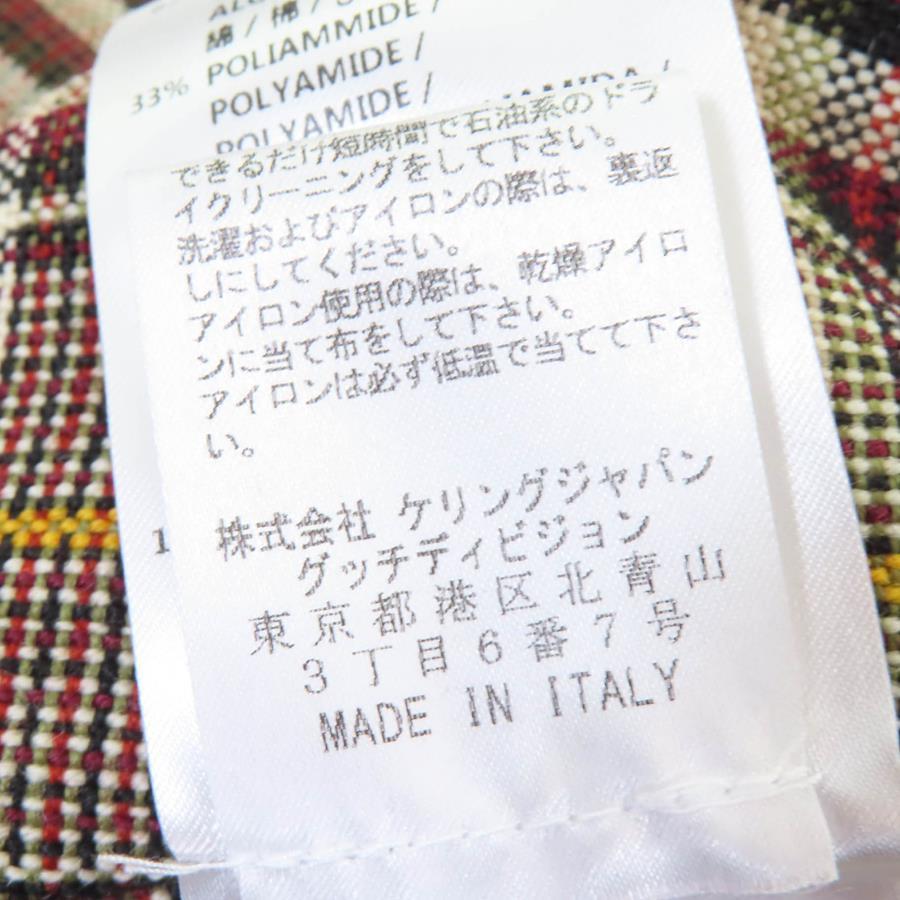 綿 / 棉 /
33% POLIAMMIDE /
POLYAMIDE /
POLYAMIDE /
できるだけ短時間で石油系のドラ
イクリーニングをして下さい。
洗濯およびアイロンの際は、裏返
しにしてください。
アイロン使用の際は、乾燥アイロ
ンに当て布をして下さい。
アイロンは必ず低温で当てて下さ
い。
1
株式会社 ケリングジャパン
グッチディビジョン
東京都港区北青山
3丁目6番7号
MADE IN ITALY